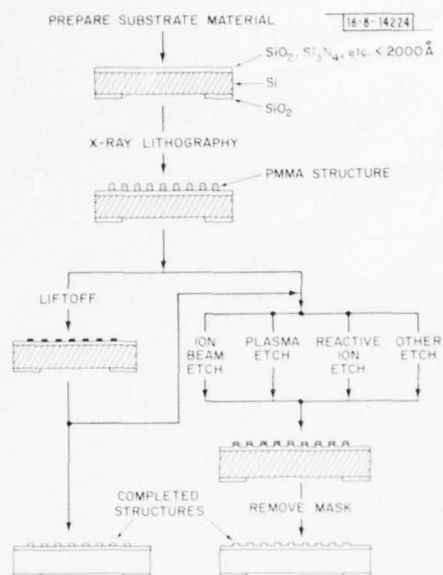 PREPARE SUBSTRATE MATERIAL
18-8-14224
SiO₂, Si₃N₄, etc. < 2000 Å
Si
SiO₂
X-RAY LITHOGRAPHY
PMMA STRUCTURE
LIFTOFF
ION
BEAM
ETCH
PLASMA
ETCH
REACTIVE
ION ETCH
OTHER
ETCH
COMPLETED
STRUCTURES
REMOVE MASK